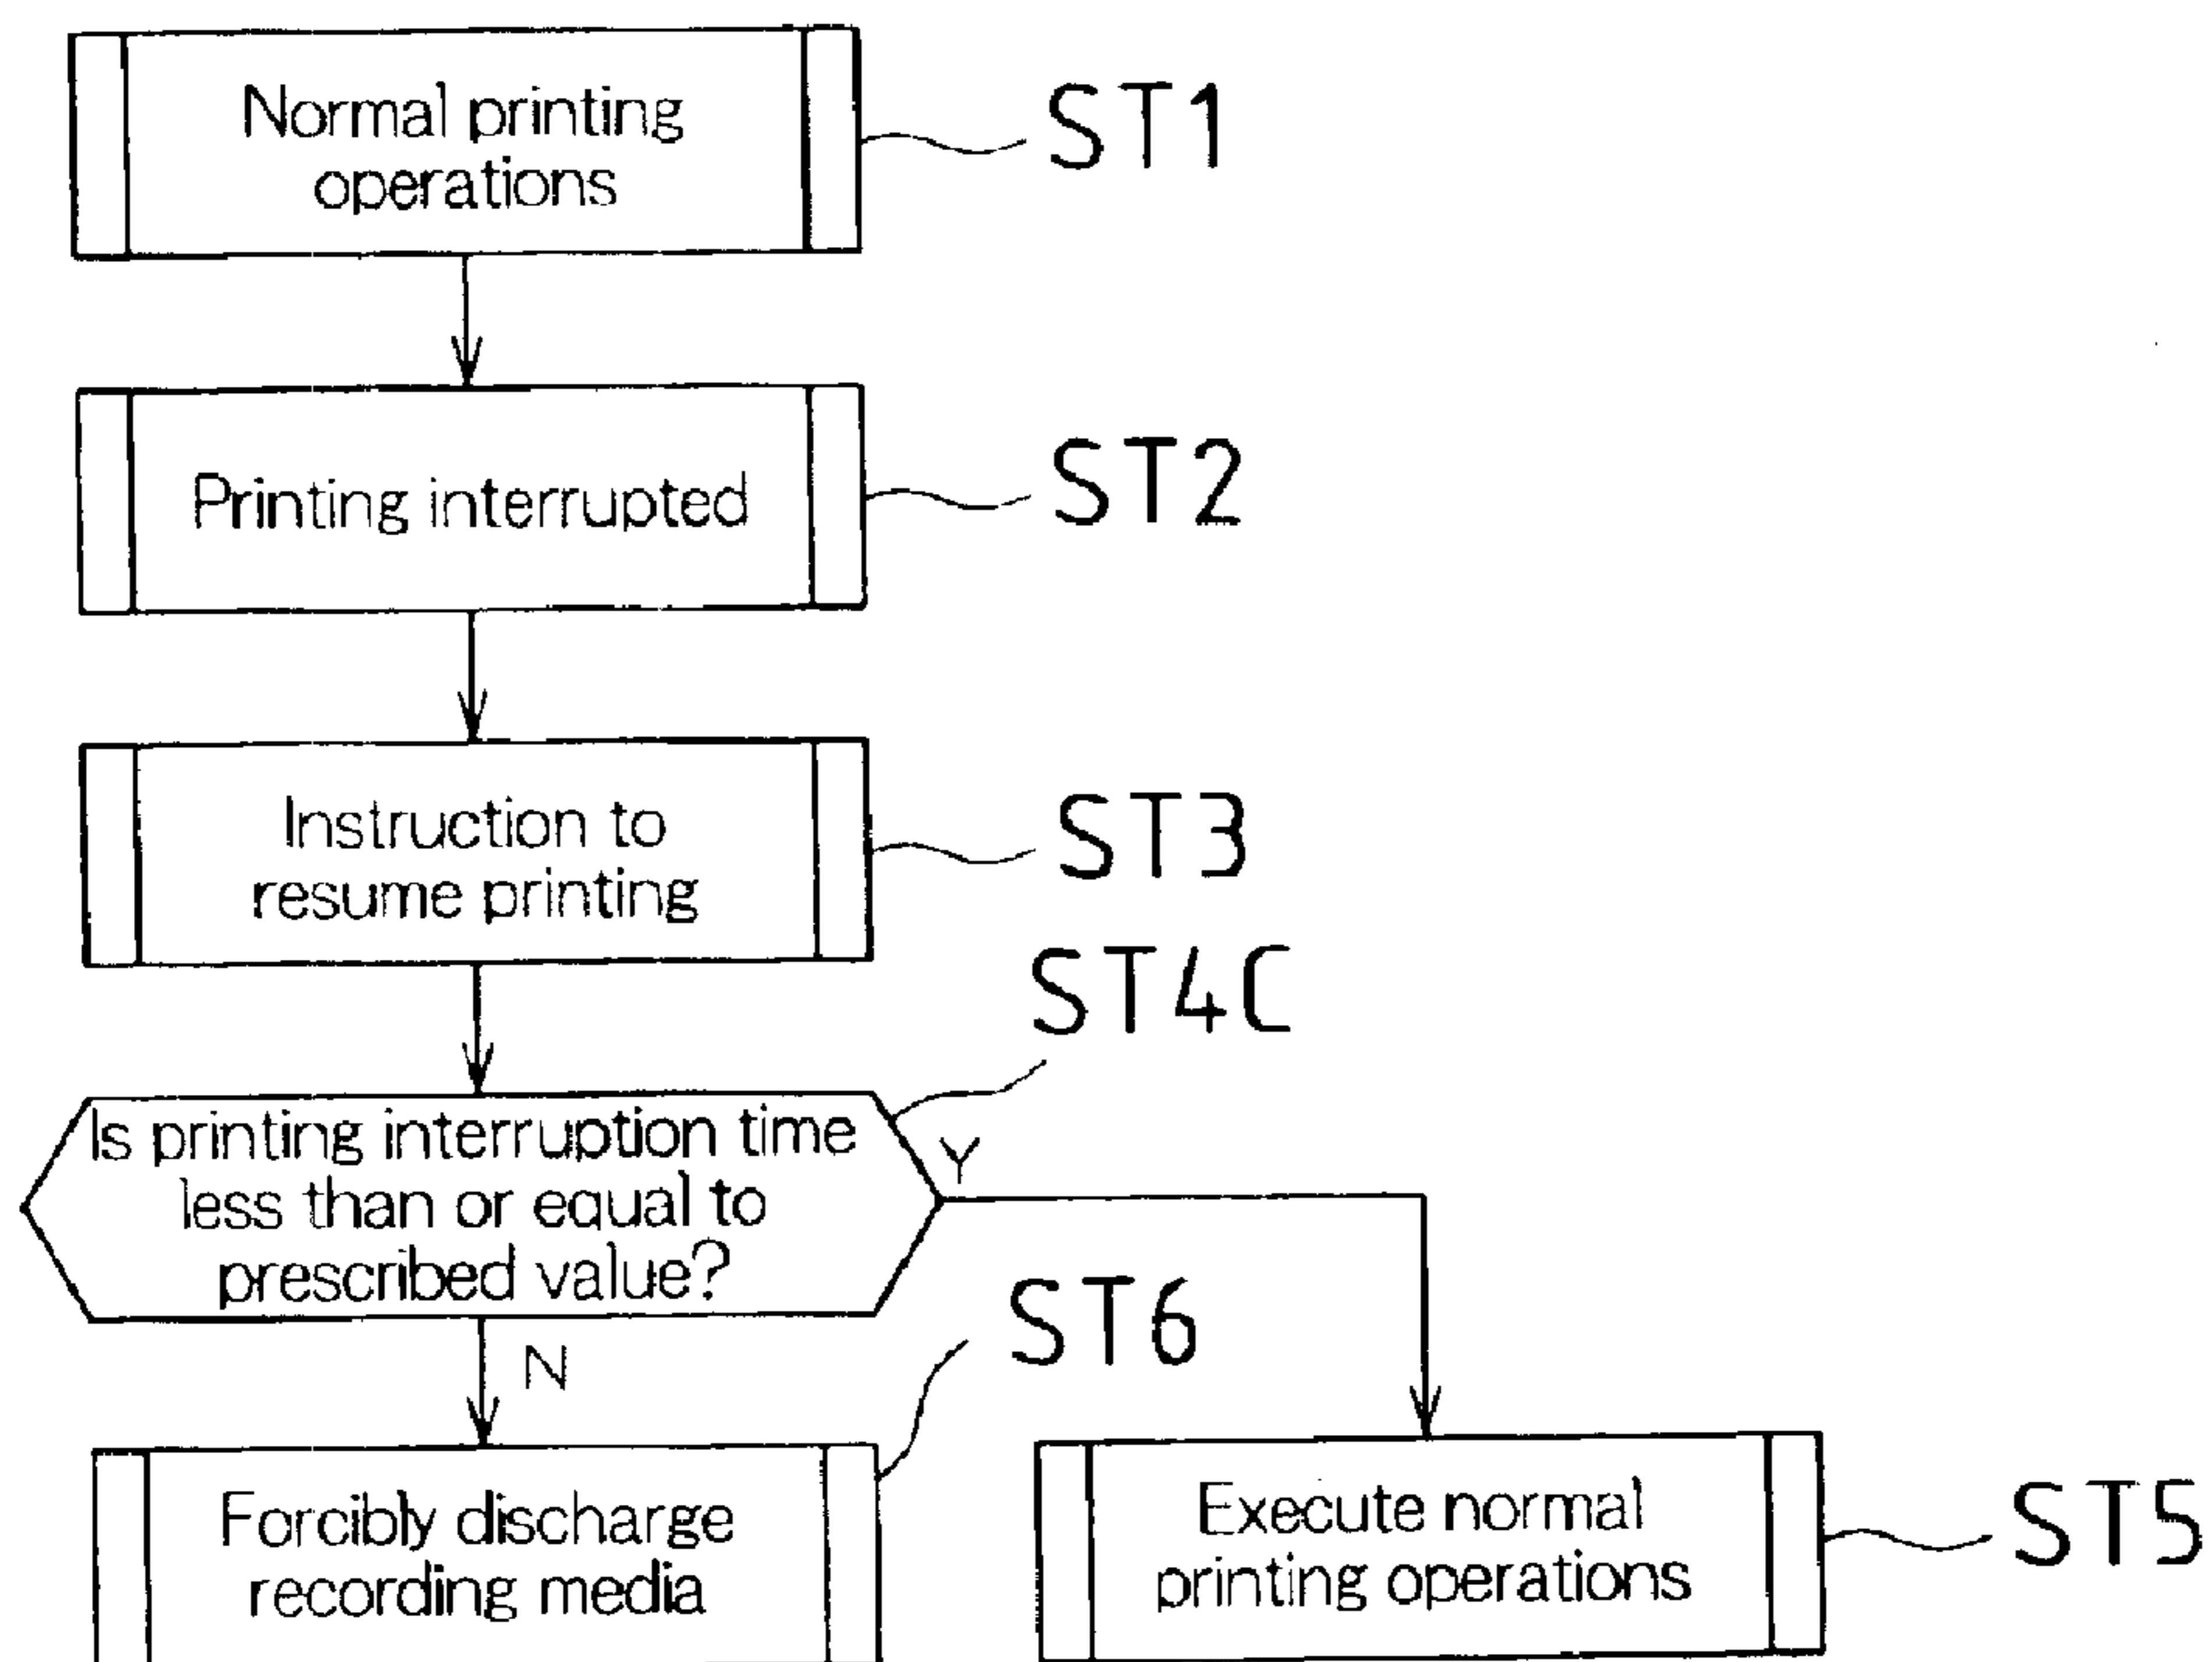 Normal printing
operations
ST1
Printing interrupted
ST2
Instruction to
resume printing
ST3
ST4C
Is printing interruption time
less than or equal to
prescribed value?
Y
N
ST6
Forcibly discharge
recording media
Execute normal
printing operations
ST5